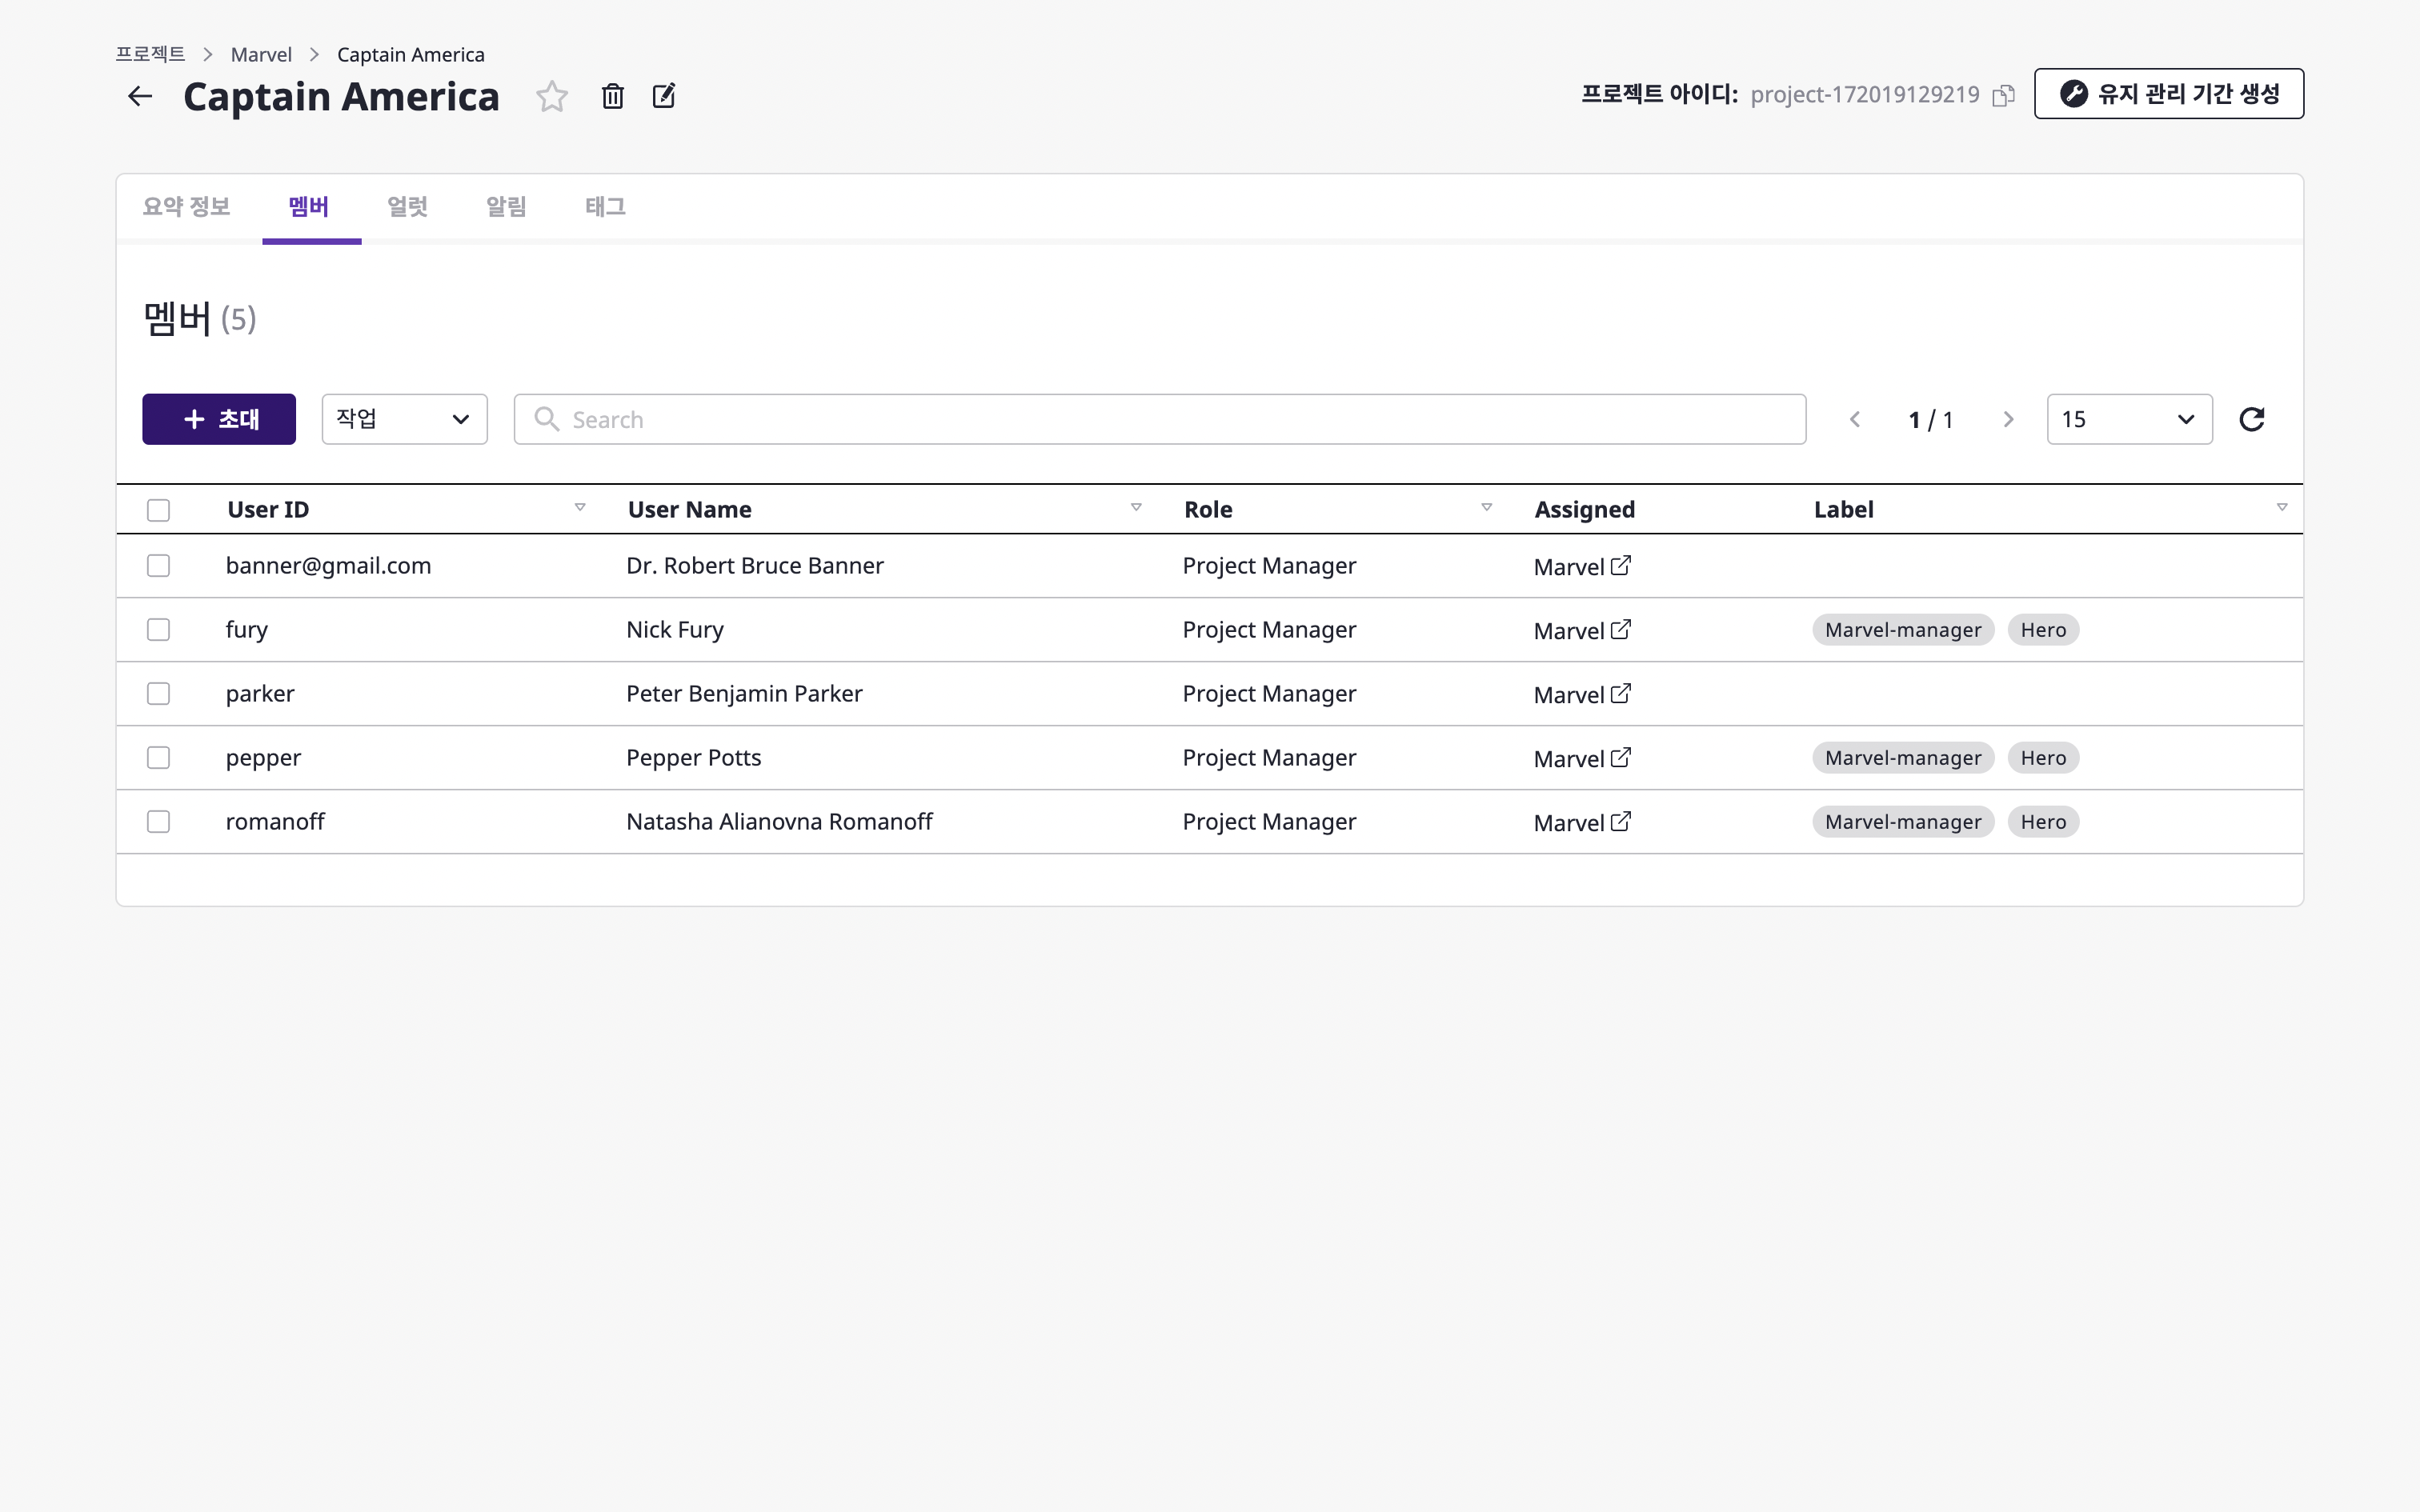 프로젝트 > Marvel > Captain America
Captain America
프로젝트 아이디: project-172019129219
유지 관리 기간 생성
요약 정보 멤버 얼럿 알림 태그
멤버 (5)
+ 초대 작업 Search 1 / 1 15
User ID User Name Role Assigned Label
banner@gmail.com Dr. Robert Bruce Banner Project Manager Marvel
fury Nick Fury Project Manager Marvel Marvel-manager Hero
parker Peter Benjamin Parker Project Manager Marvel
pepper Pepper Potts Project Manager Marvel Marvel-manager Hero
romanoff Natasha Alianovna Romanoff Project Manager Marvel Marvel-manager Hero